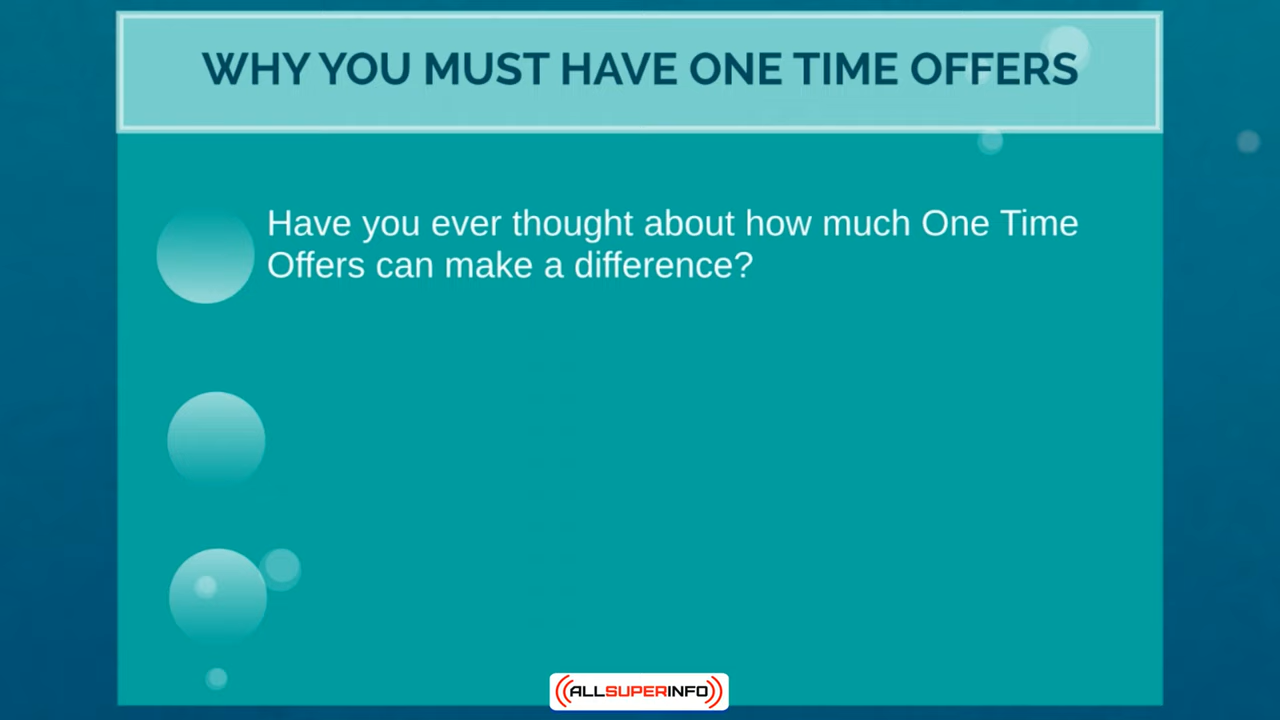 WHY YOU MUST HAVE ONE TIME OFFERS
Have you ever thought about how much One Time
Offers can make a difference?
ALLSUPERINFO